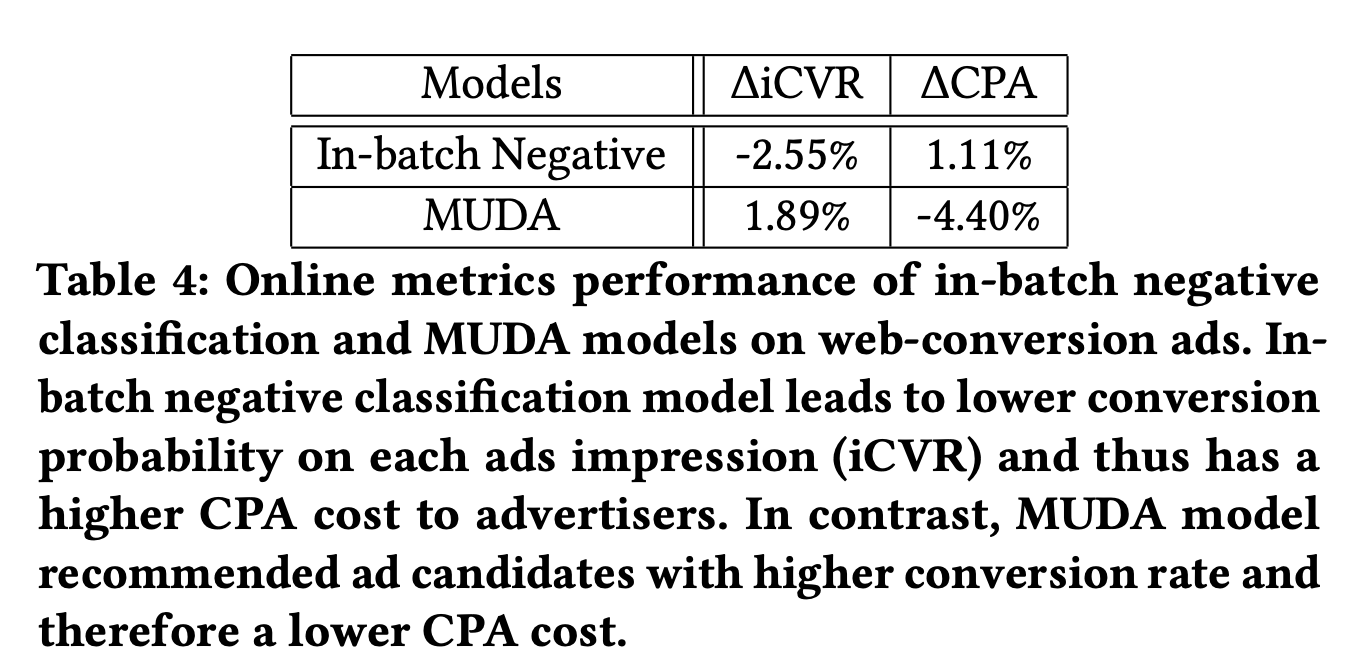 Models ΔiCVR ΔCPA
In-batch Negative -2.55% 1.11%
MUDA 1.89% -4.40%
Table 4: Online metrics performance of in-batch negative
classification and MUDA models on web-conversion ads. In-
batch negative classification model leads to lower conversion
probability on each ads impression (iCVR) and thus has a
higher CPA cost to advertisers. In contrast, MUDA model
recommended ad candidates with higher conversion rate and
therefore a lower CPA cost.